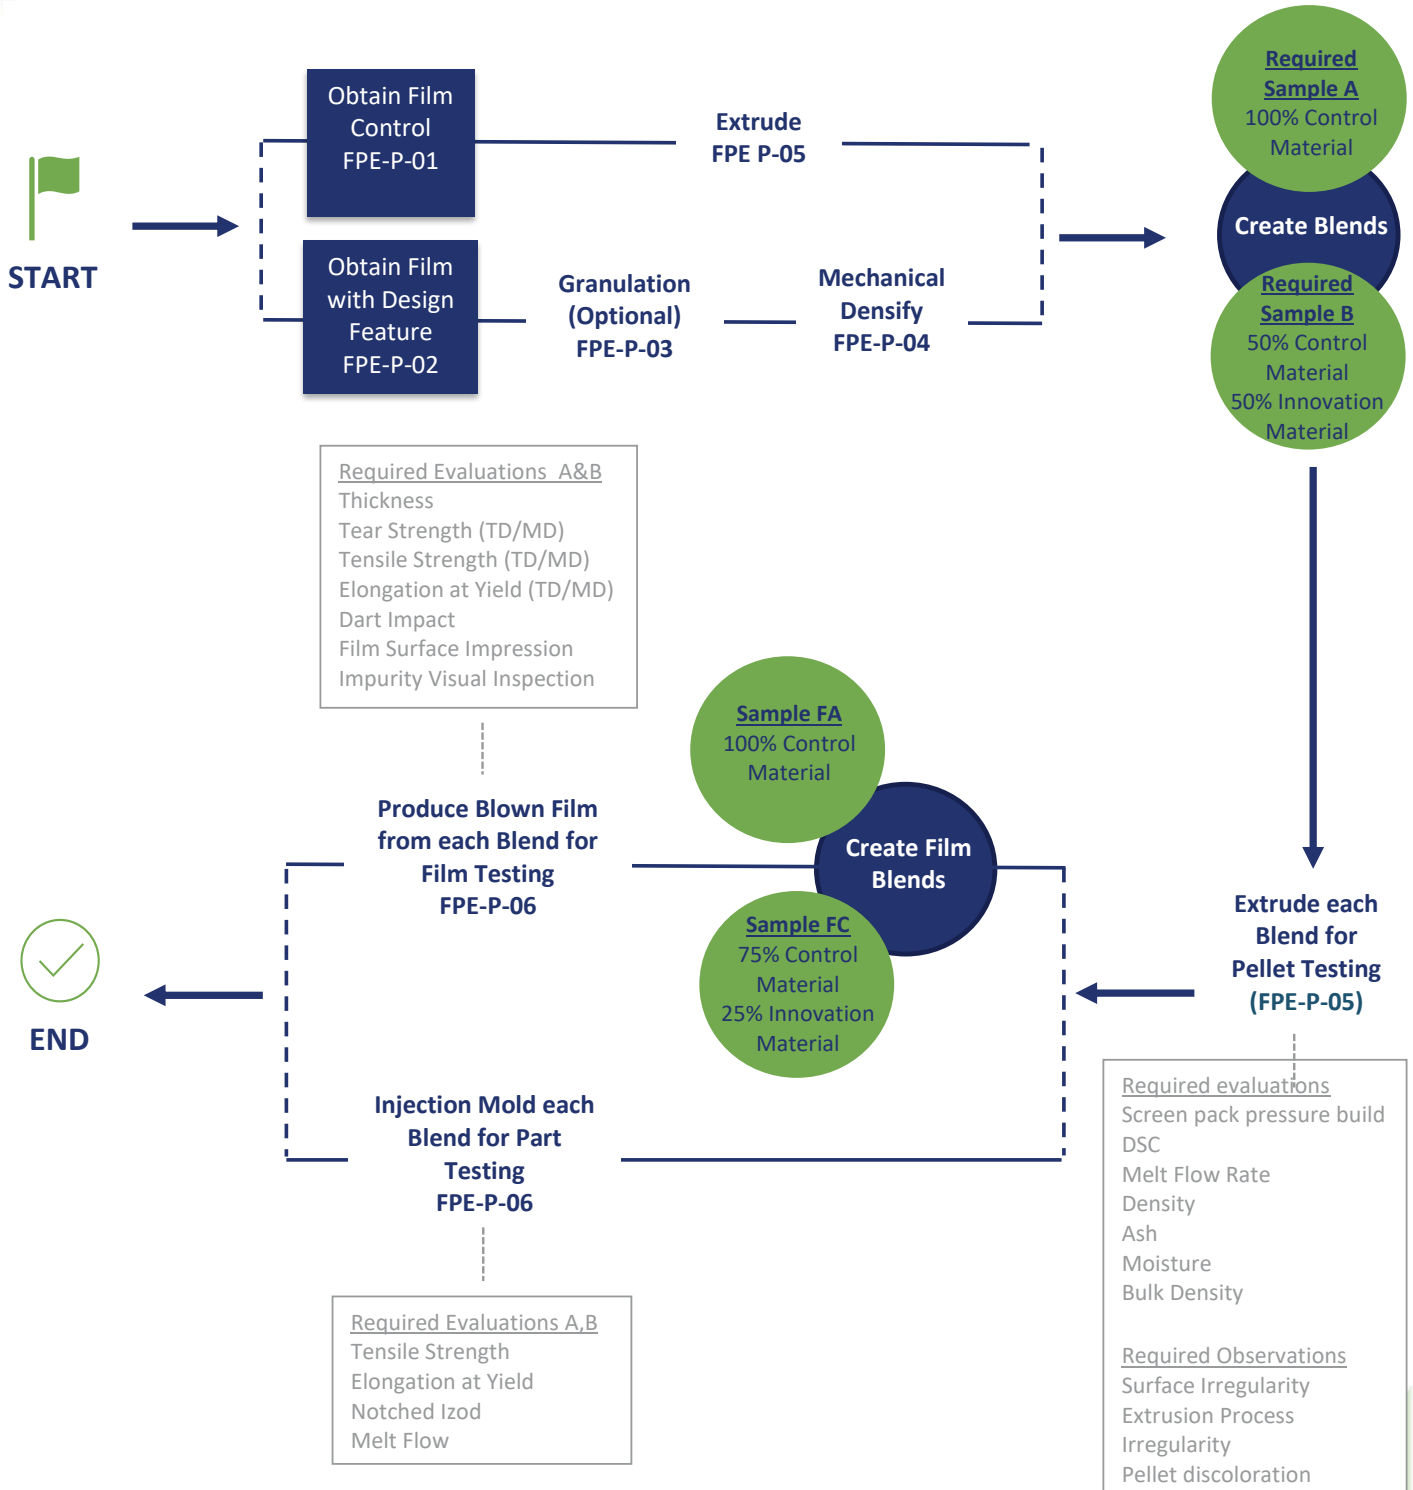 START
Obtain Film
Control
FPE-P-01
Extrude
FPE P-05
Obtain Film
with Design
Feature
FPE-P-02
Granulation
(Optional)
FPE-P-03
Mechanical
Densify
FPE-P-04
Required
Sample A
100% Control
Material
Create Blends
Required
Sample B
50% Control
Material
50% Innovation
Material
Extrude each
Blend for
Pellet Testing
(FPE-P-05)
Required evaluations
Screen pack pressure build
DSC
Melt Flow Rate
Density
Ash
Moisture
Bulk Density
Required Observations
Surface Irregularity
Extrusion Process
Irregularity
Pellet discoloration
Sample FA
100% Control
Material
Create Film
Blends
Sample FC
75% Control
Material
25% Innovation
Material
Required Evaluations A&B
Thickness
Tear Strength (TD/MD)
Tensile Strength (TD/MD)
Elongation at Yield (TD/MD)
Dart Impact
Film Surface Impression
Impurity Visual Inspection
Produce Blown Film
from each Blend for
Film Testing
FPE-P-06
Injection Mold each
Blend for Part
Testing
FPE-P-06
Required Evaluations A,B
Tensile Strength
Elongation at Yield
Notched Izod
Melt Flow
END